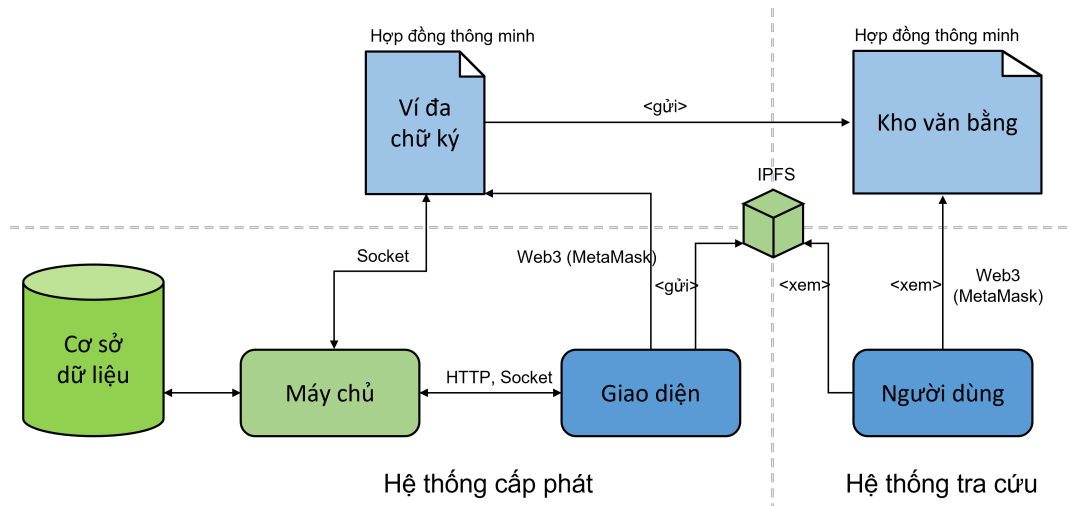 Hợp đồng thông minh
Hợp đồng thông minh
Ví đa
chữ ký
<gửi>
Kho văn bằng
IPFS
Socket
Web3 (MetaMask)
<gửi>
<xem>
<xem>
Web3
(MetaMask)
Cơ sở
dữ liệu
Máy chủ
HTTP, Socket
Giao diện
Người dùng
Hệ thống cấp phát
Hệ thống tra cứu